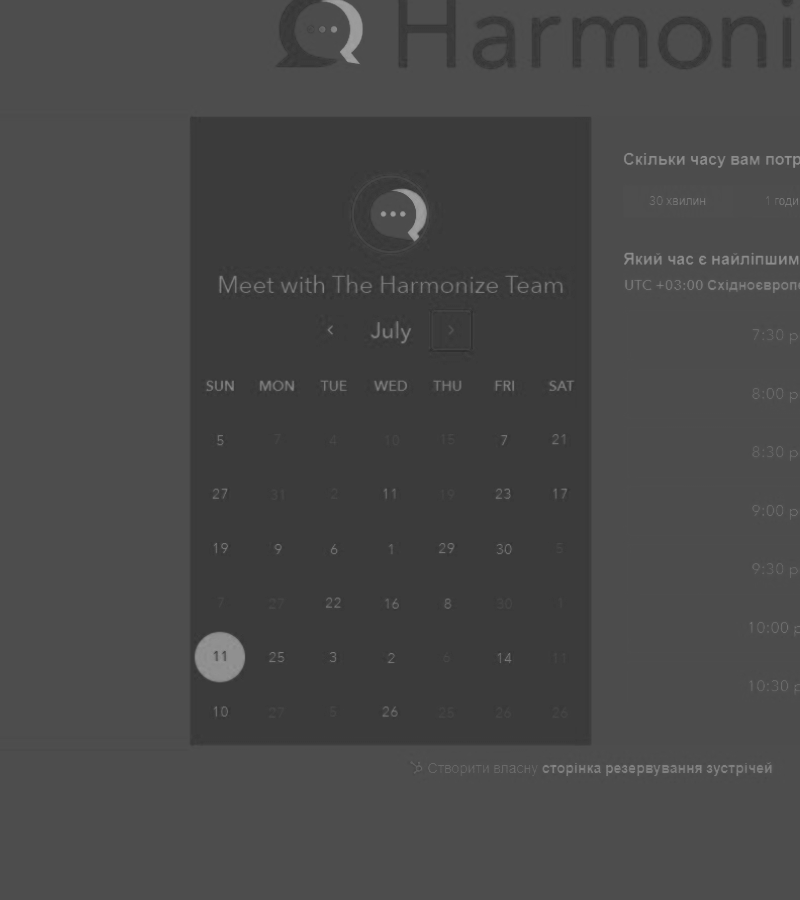 Harmoni
Meet with The Harmonize Team
July
SUN MON TUE WED THU FRI SAT
5 7 4 10 15 7 21
27 31 2 11 19 23 17
19 9 6 1 29 30 5
7 27 22 16 8 30 1
11 25 3 2 6 14 11
10 27 5 26 25 26 26
Скільки часу вам потр
30 хвилин 1 годи
Який час є найліпшим
UTC +03:00 Східноєвропе
7:30 p
8:00 p
8:30 p
9:00 p
9:30 p
10:00 p
10:30 p
Створити власну сторінка резервування зустрічей